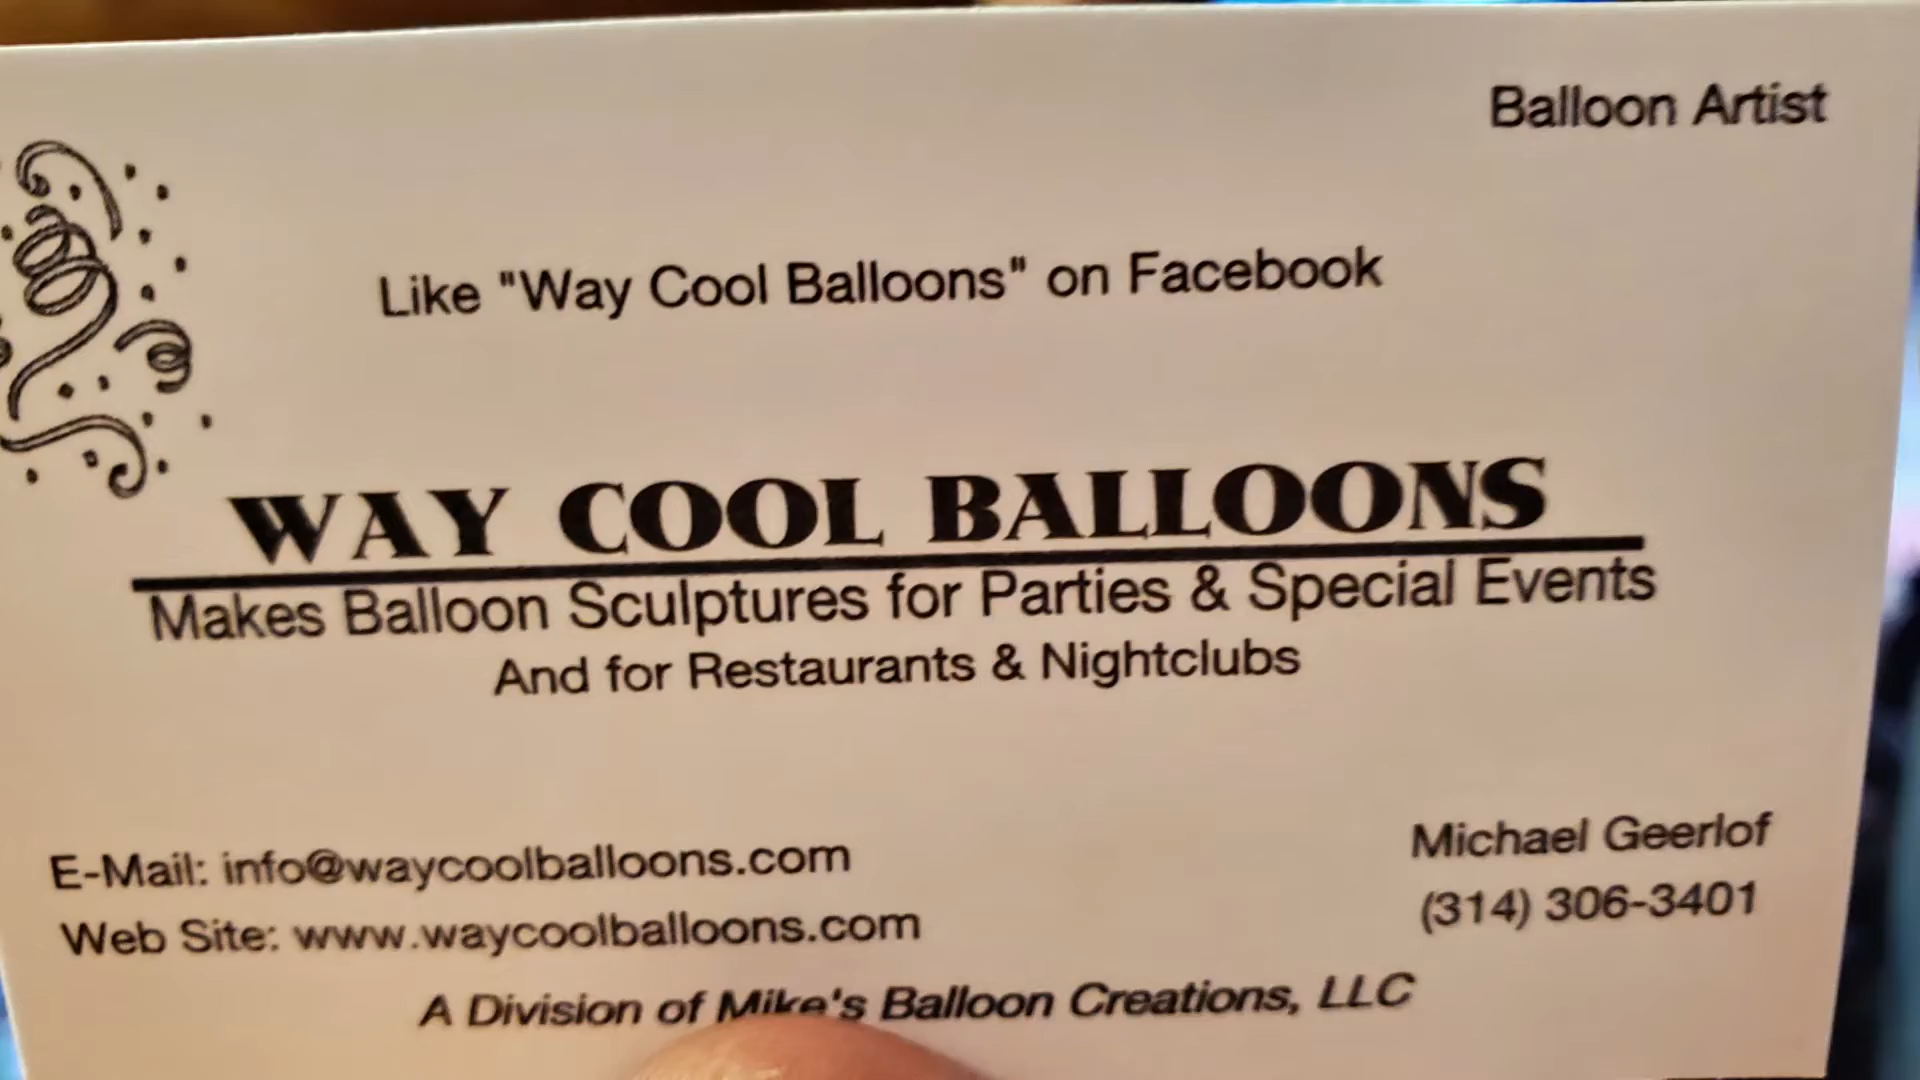 Balloon Artist
Like "Way Cool Balloons" on Facebook
WAY COOL BALLOONS
Makes Balloon Sculptures for Parties & Special Events
And for Restaurants & Nightclubs
E-Mail: info@waycoolballoons.com
Web Site: www.waycoolballoons.com
Michael Geerlof
(314) 306-3401
A Division of Mike's Balloon Creations, LLC